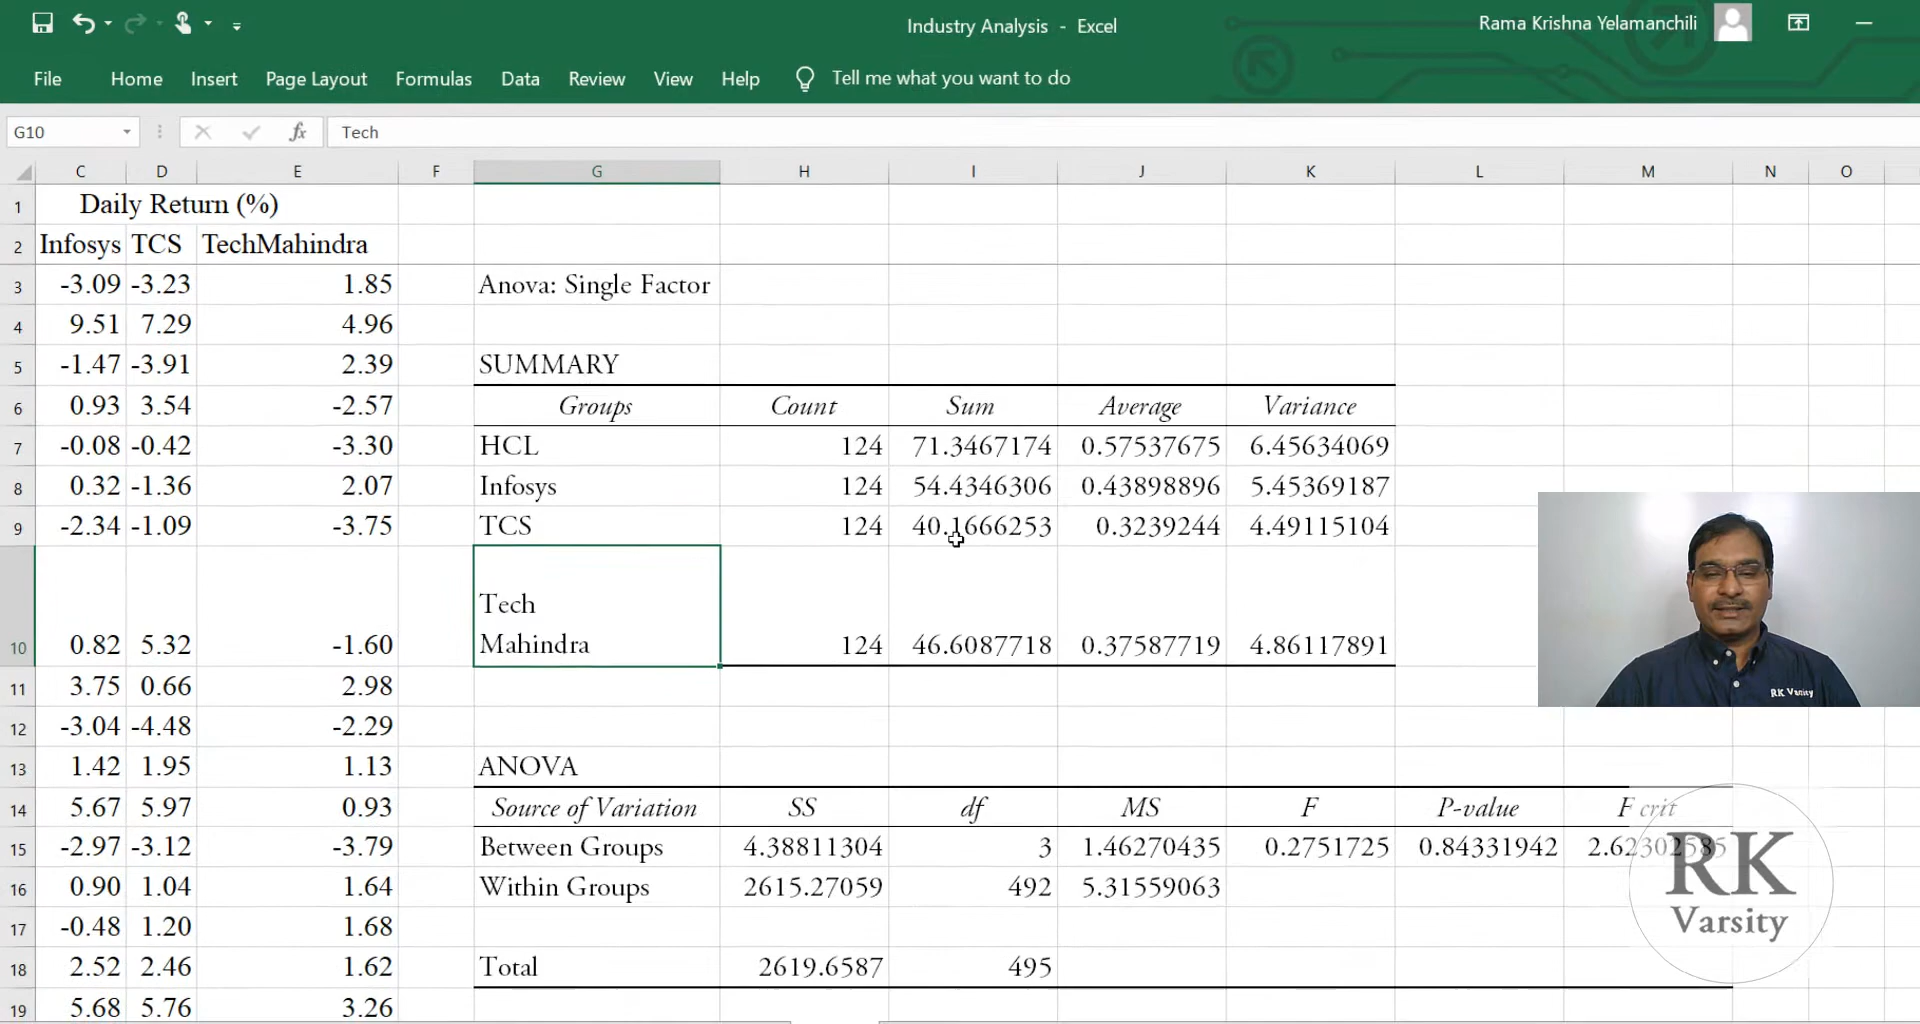 Industry Analysis - Excel
Rama Krishna Yelamanchili
File Home Insert Page Layout Formulas Data Review View Help Tell me what you want to do
G10 fx Tech
C D E F G H I J K L M N O
1 Daily Return (%)
2 Infosys TCS TechMahindra
3 -3.09 -3.23 1.85 Anova: Single Factor
4 9.51 7.29 4.96
5 -1.47 -3.91 2.39 SUMMARY
6 0.93 3.54 -2.57 Groups Count Sum Average Variance
7 -0.08 -0.42 -3.30 HCL 124 71.3467174 0.57537675 6.45634069
8 0.32 -1.36 2.07 Infosys 124 54.4346306 0.43898896 5.45369187
9 -2.34 -1.09 -3.75 TCS 124 40.1666253 0.3239244 4.49115104
Tech
10 0.82 5.32 -1.60 Mahindra 124 46.6087718 0.37587719 4.86117891
11 3.75 0.66 2.98
12 -3.04 -4.48 -2.29
13 1.42 1.95 1.13 ANOVA
14 5.67 5.97 0.93 Source of Variation SS df MS F P-value F crit
15 -2.97 -3.12 -3.79 Between Groups 4.38811304 3 1.46270435 0.2751725 0.84331942 2.62302585
16 0.90 1.04 1.64 Within Groups 2615.27059 492 5.31559063
17 -0.48 1.20 1.68
18 2.52 2.46 1.62 Total 2619.6587 495
19 5.68 5.76 3.26
RK Varsity
RK
Varsity